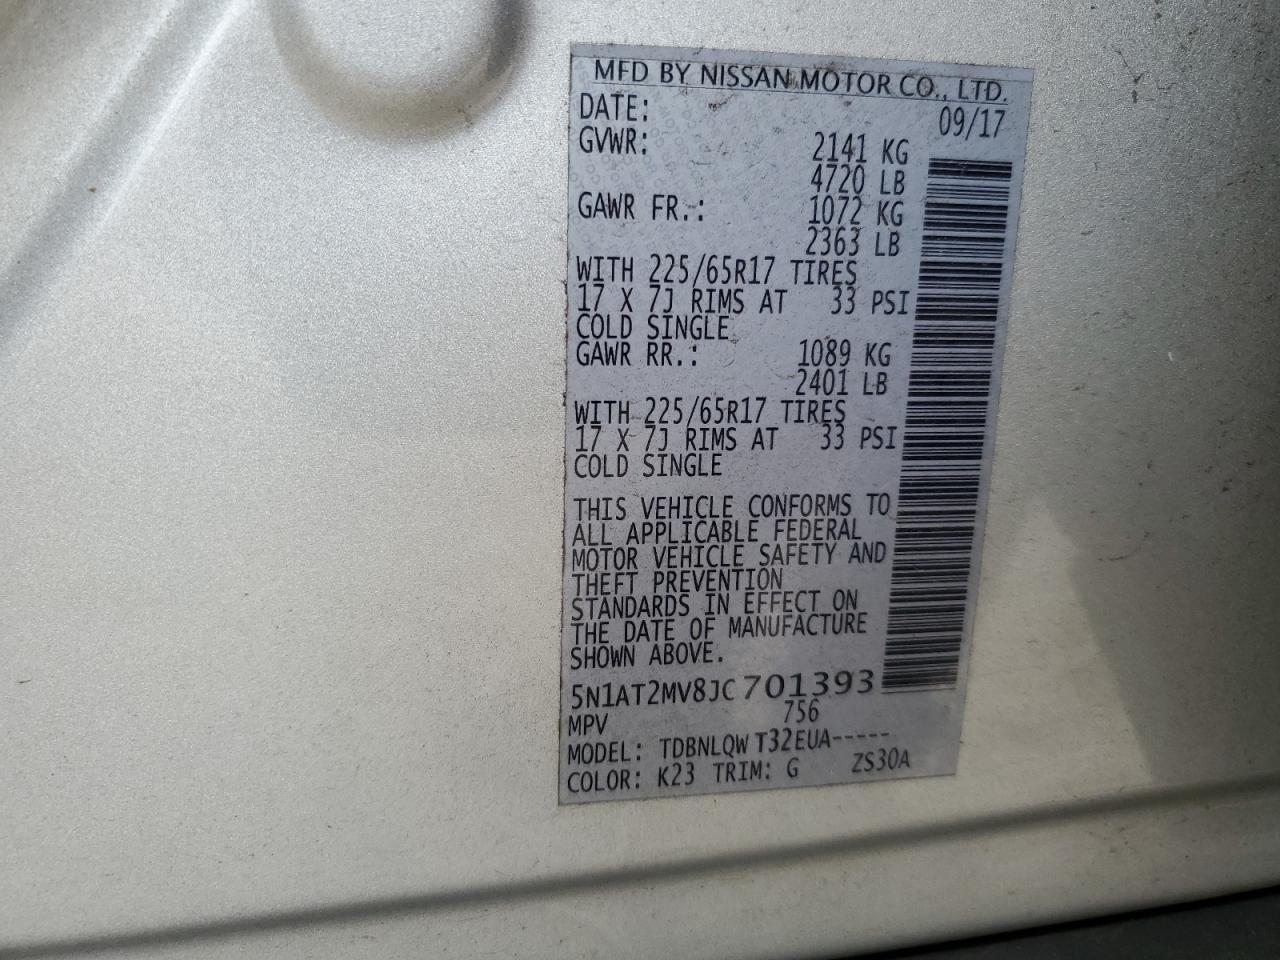 MFD BY NISSAN MOTOR CO., LTD.
DATE: 09/17
GVWR: 2141 KG
4720 LB
GAWR FR.: 1072 KG
2363 LB
WITH 225/65R17 TIRES
17 X 7J RIMS AT 33 PSI
COLD SINGLE
GAWR RR.: 1089 KG
2401 LB
WITH 225/65R17 TIRES
17 X 7J RIMS AT 33 PSI
COLD SINGLE
THIS VEHICLE CONFORMS TO
ALL APPLICABLE FEDERAL
MOTOR VEHICLE SAFETY AND
THEFT PREVENTION
STANDARDS IN EFFECT ON
THE DATE OF MANUFACTURE
SHOWN ABOVE.
5N1AT2MV8JC701393
MPV 756
MODEL: TDBNLQW T32EUA-----
COLOR: K23 TRIM: G ZS30A